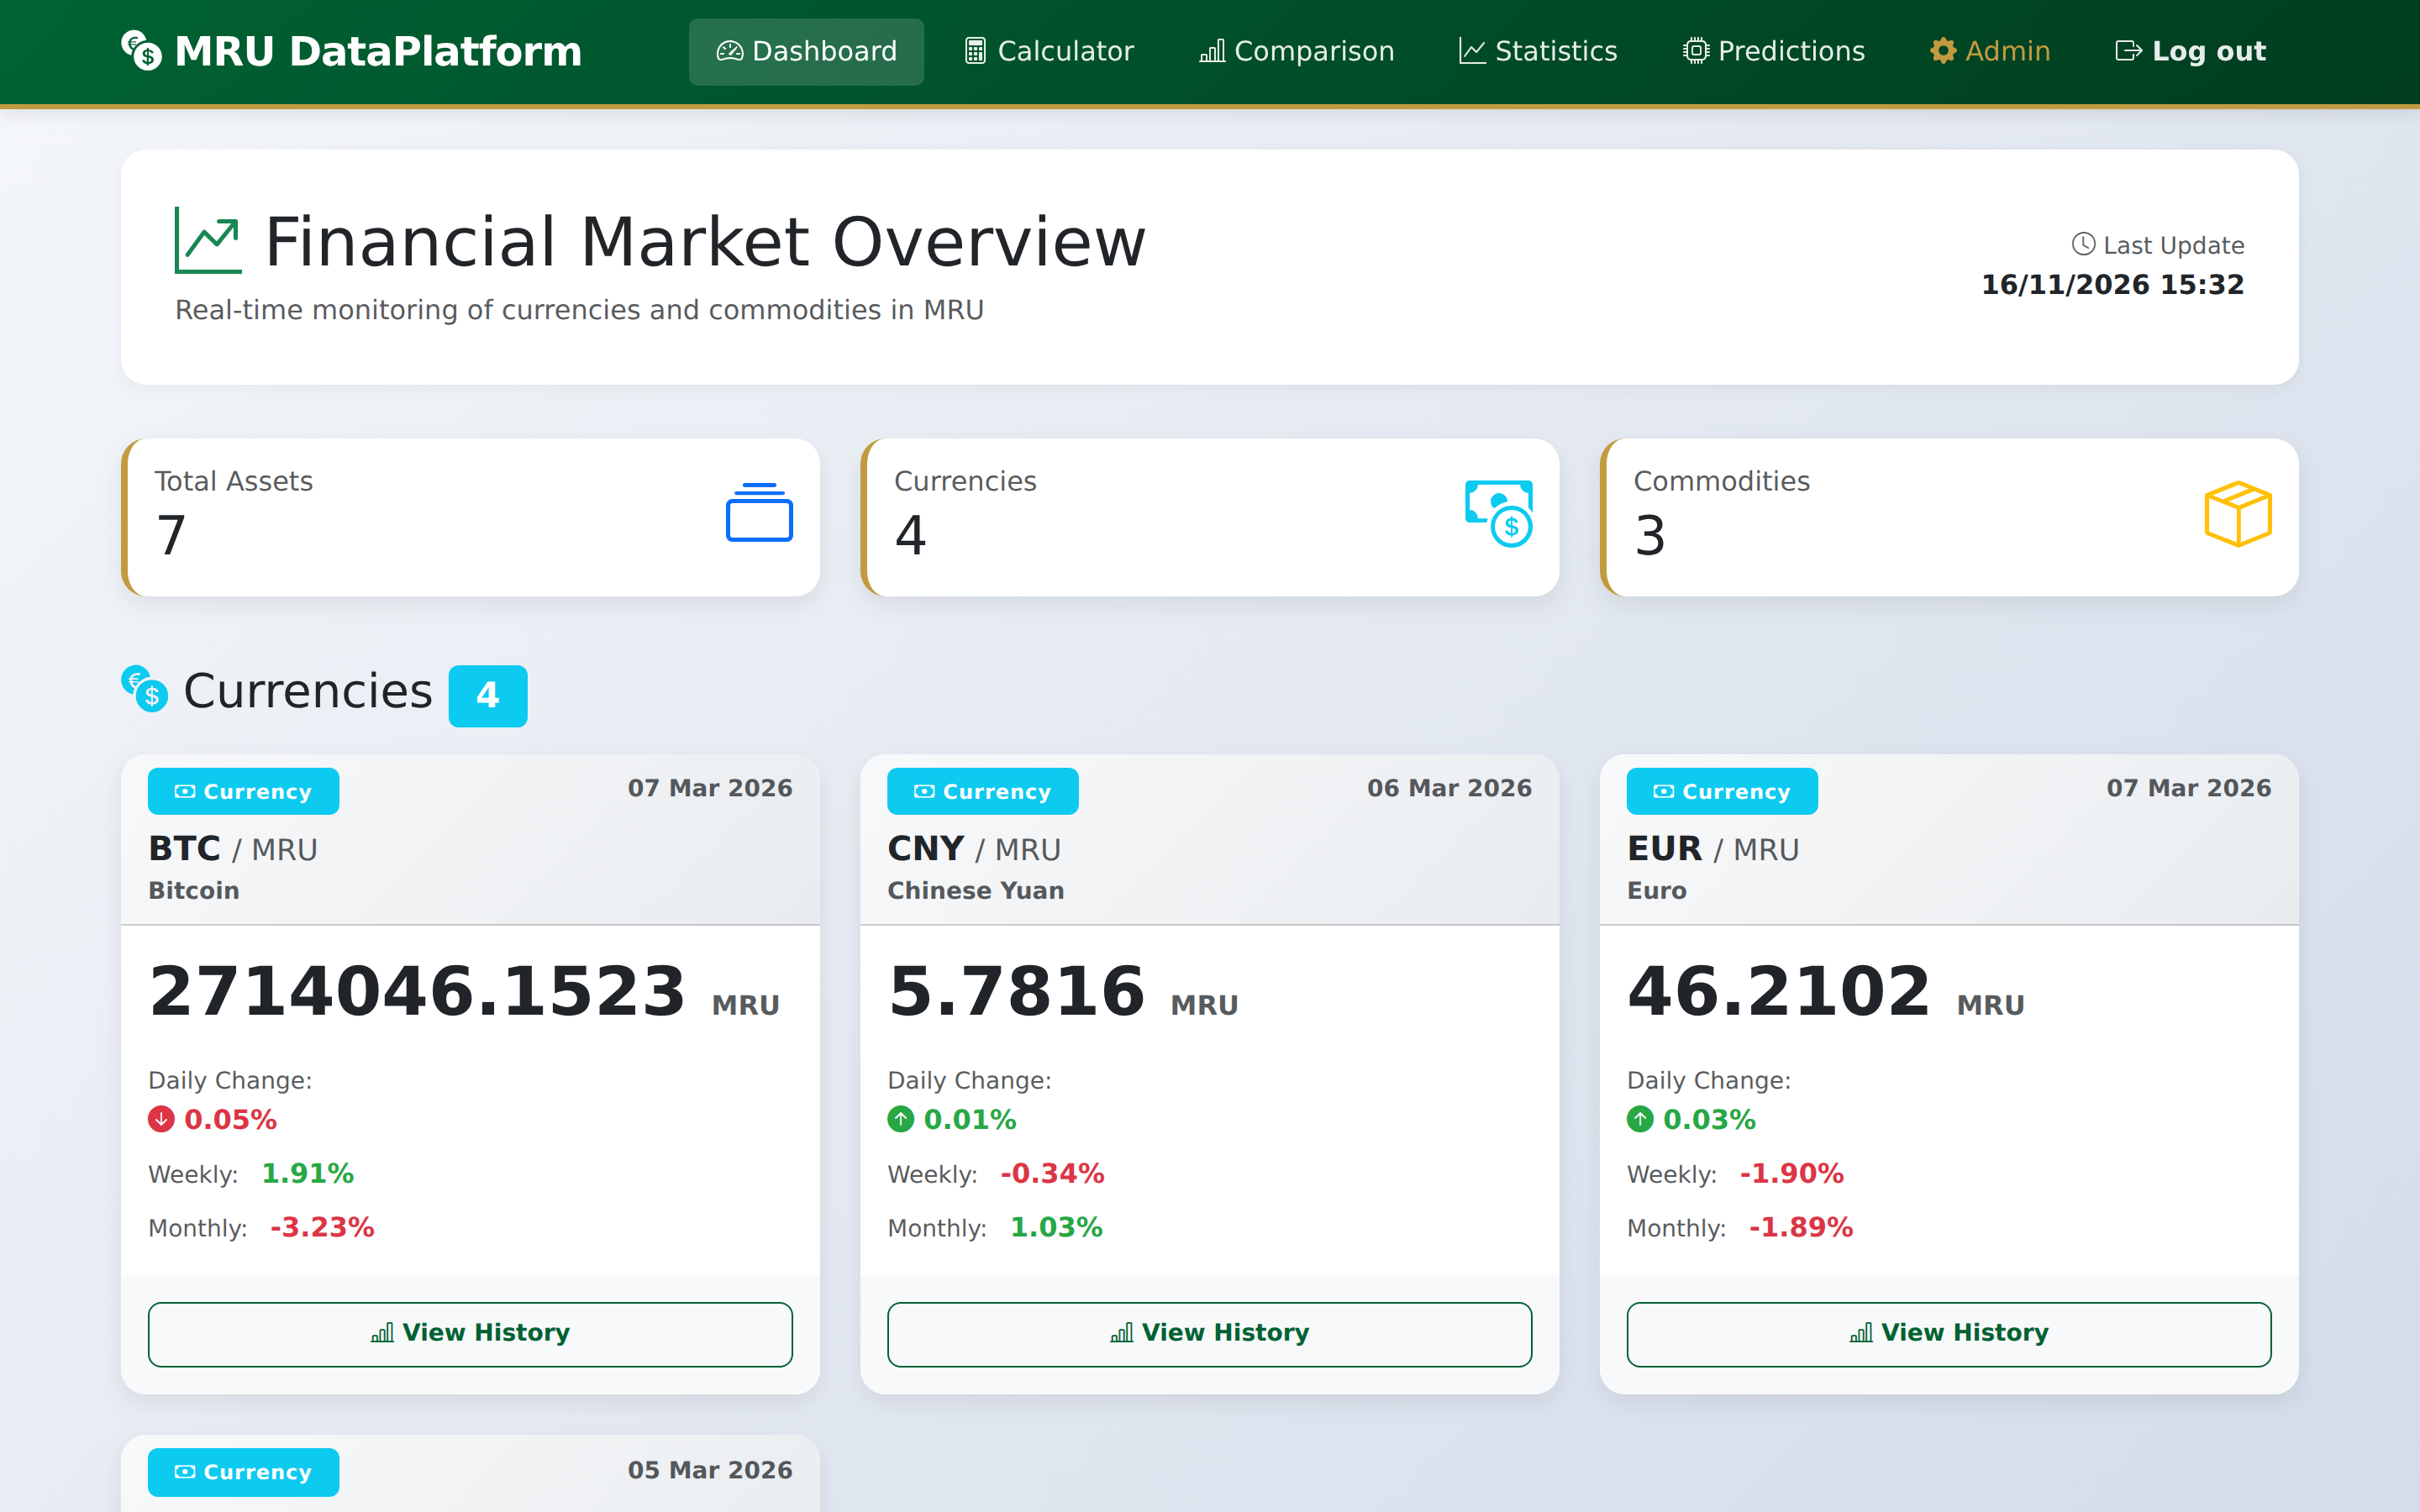 MRU DataPlatform
Dashboard
Calculator
Comparison
Statistics
Predictions
Admin
Log out
Financial Market Overview
Real-time monitoring of currencies and commodities in MRU
Last Update
16/11/2026 15:32
Total Assets
7
Currencies
4
Commodities
3
Currencies 4
Currency
07 Mar 2026
BTC / MRU
Bitcoin
2714046.1523 MRU
Daily Change:
0.05%
Weekly: 1.91%
Monthly: -3.23%
View History
Currency
06 Mar 2026
CNY / MRU
Chinese Yuan
5.7816 MRU
Daily Change:
0.01%
Weekly: -0.34%
Monthly: 1.03%
View History
Currency
07 Mar 2026
EUR / MRU
Euro
46.2102 MRU
Daily Change:
0.03%
Weekly: -1.90%
Monthly: -1.89%
View History
Currency
05 Mar 2026